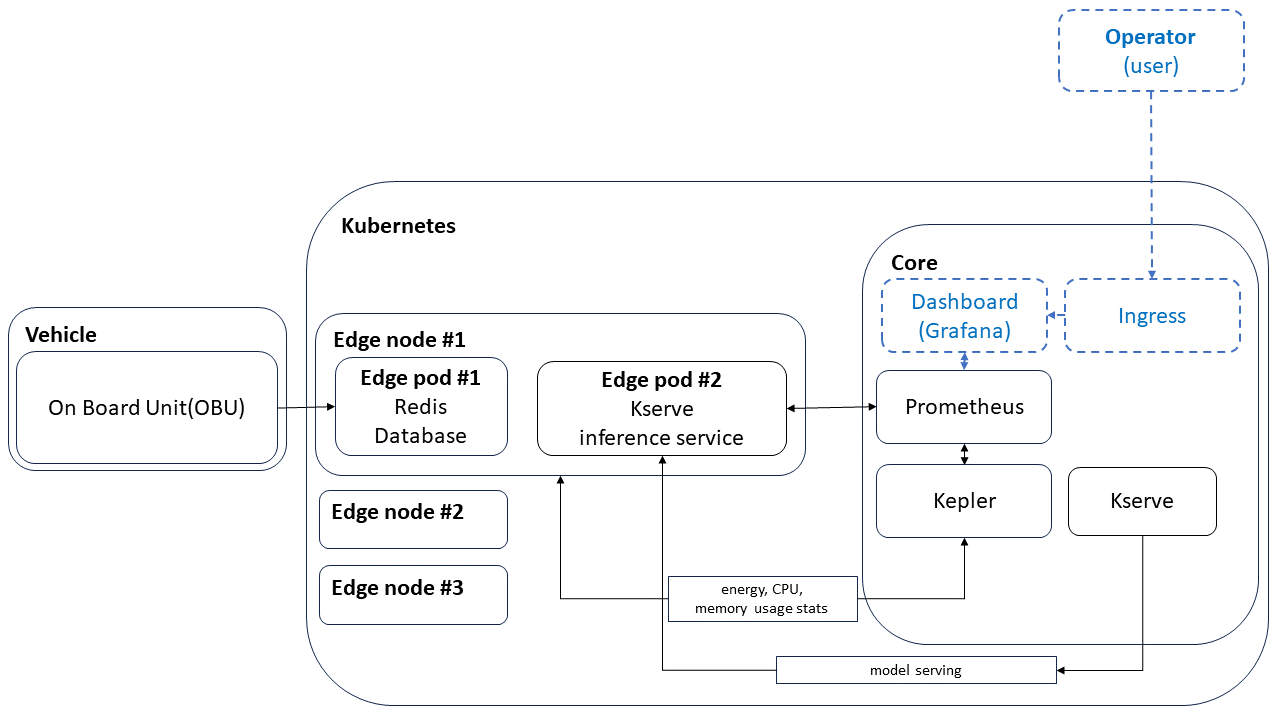 Operator
(user)
Kubernetes
Core
Dashboard
(Grafana)
Ingress
Vehicle
On Board Unit(OBU)
Edge node #1
Edge pod #1
Redis
Database
Edge pod #2
Kserve
inference service
Prometheus
Kepler
Kserve
Edge node #2
Edge node #3
energy, CPU,
memory usage stats
model serving